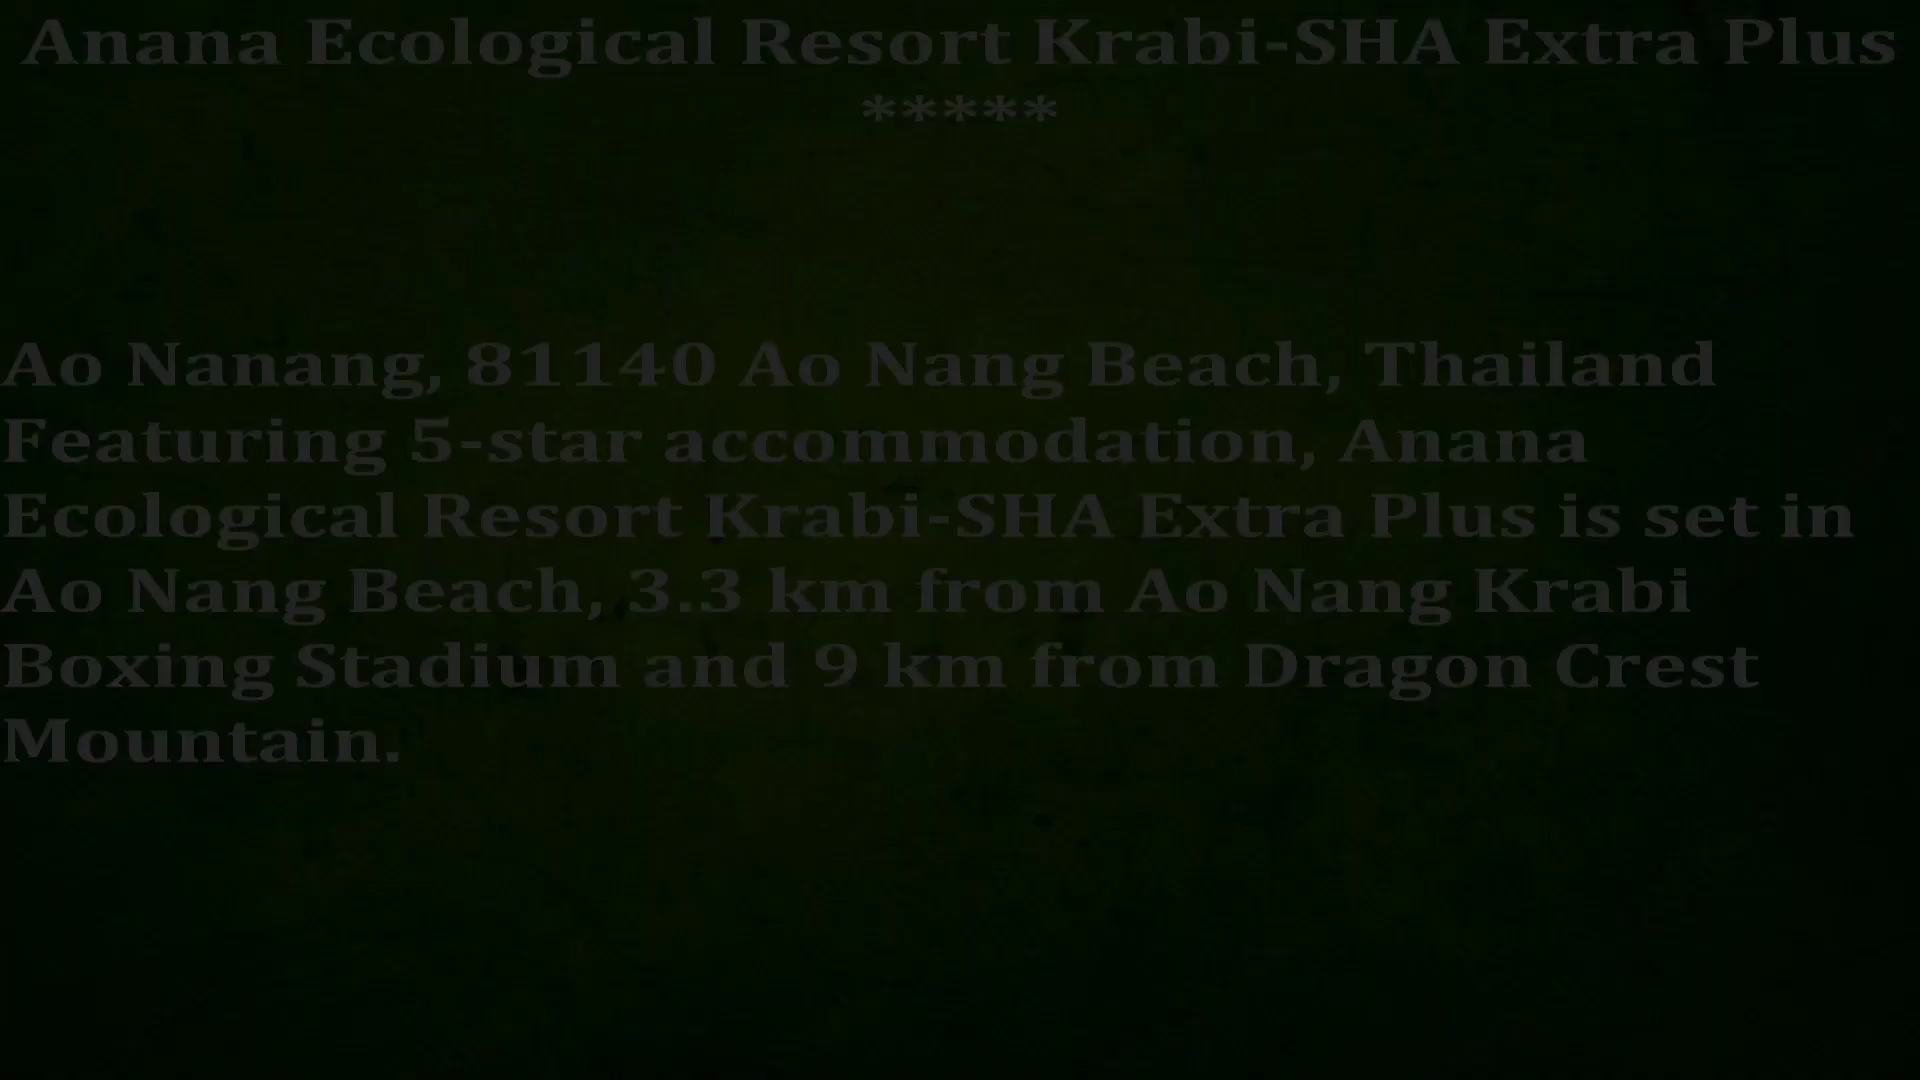 Anana Ecological Resort Krabi-SHA Extra Plus
*****
Ao Nanang, 81140 Ao Nang Beach, Thailand
Featuring 5-star accommodation, Anana
Ecological Resort Krabi-SHA Extra Plus is set in
Ao Nang Beach, 3.3 km from Ao Nang Krabi
Boxing Stadium and 9 km from Dragon Crest
Mountain.